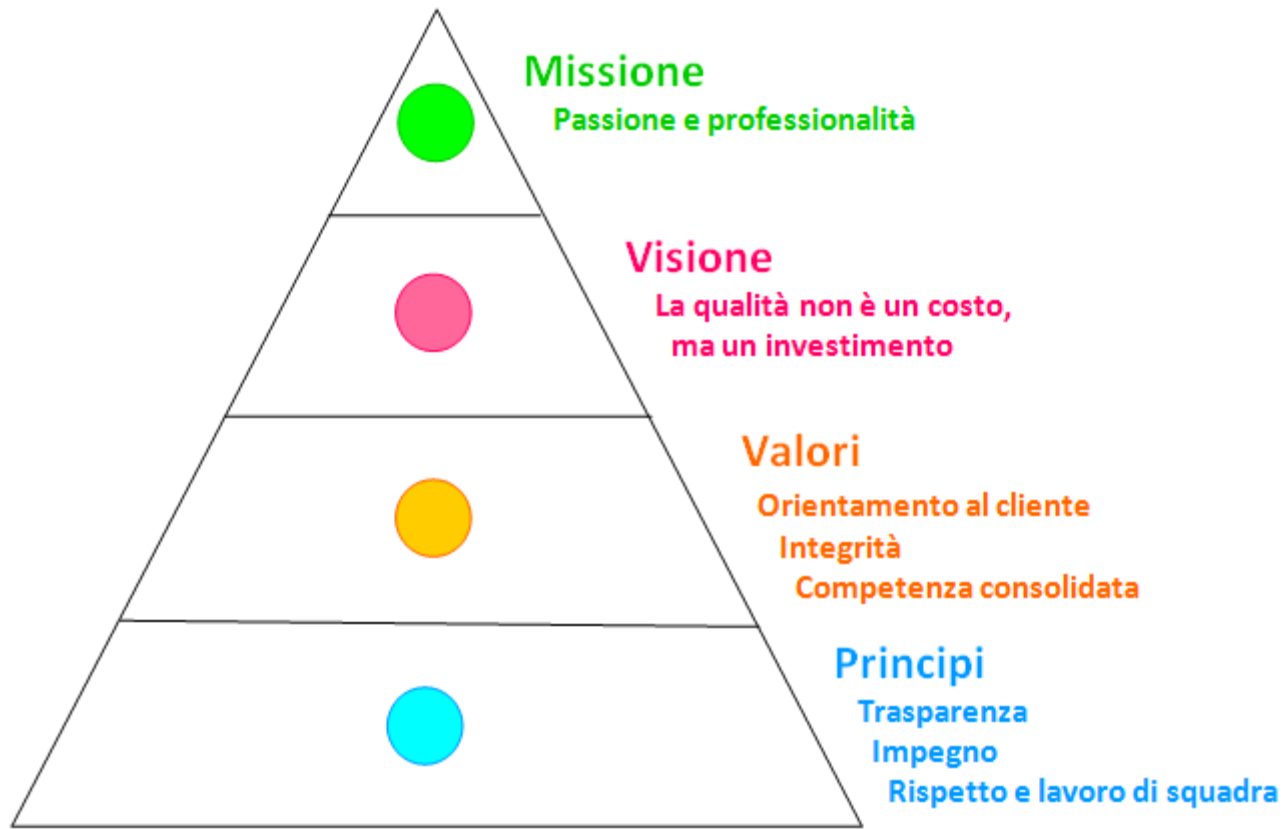 Missione
Passione e professionalità
Visione
La qualità non è un costo,
ma un investimento
Valori
Orientamento al cliente
Integrità
Competenza consolidata
Principi
Trasparenza
Impegno
Rispetto e lavoro di squadra